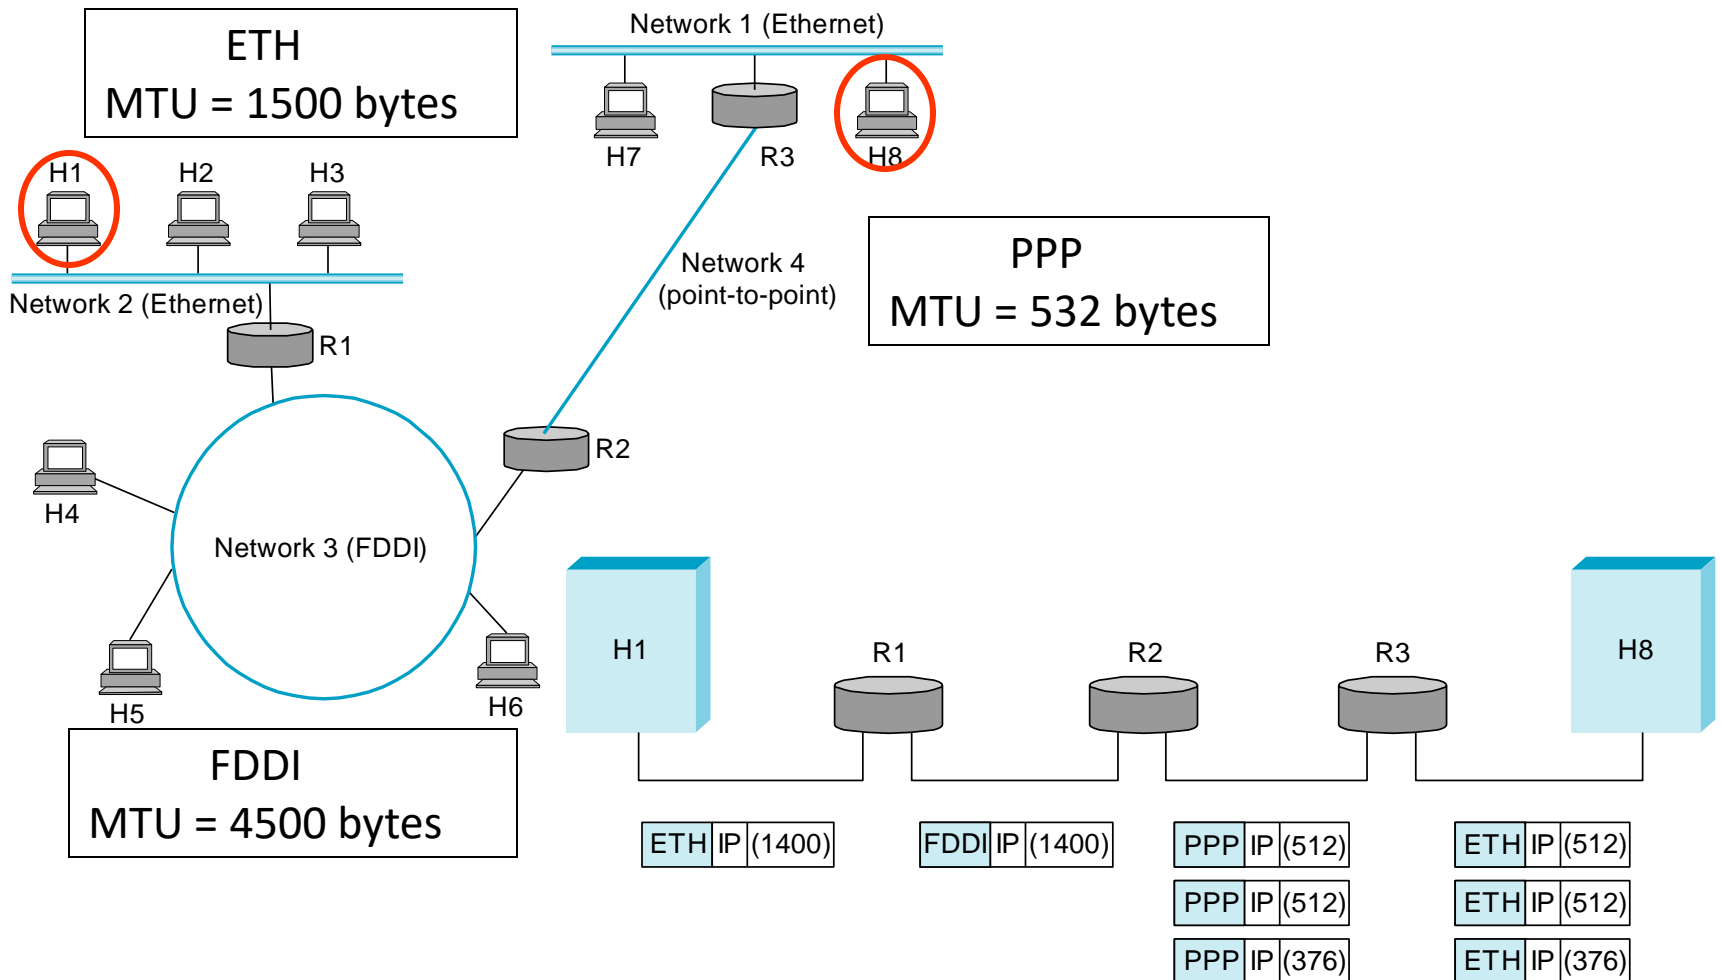 Network 1 (Ethernet)
ETH
MTU = 1500 bytes
H7
R3
H8
H1
H2
H3
Network 2 (Ethernet)
R1
Network 4
(point-to-point)
PPP
MTU = 532 bytes
R2
H4
Network 3 (FDDI)
H5
H6
FDDI
MTU = 4500 bytes
H1
R1
R2
R3
H8
ETH IP (1400)
FDDI IP (1400)
PPP IP (512)
ETH IP (512)
PPP IP (512)
ETH IP (512)
PPP IP (376)
ETH IP (376)